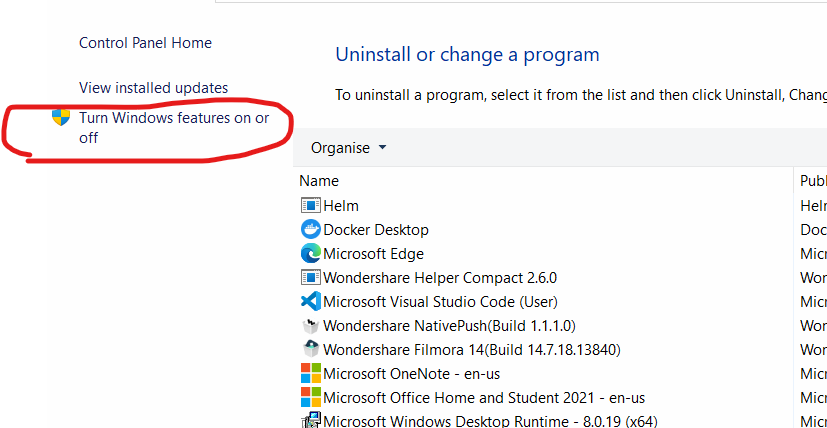 Control Panel Home
Uninstall or change a program
View installed updates
To uninstall a program, select it from the list and then click Uninstall, Chang
Turn Windows features on or
off
Organise
Name
Publ
Helm
Helm
Docker Desktop
Doc
Microsoft Edge
Micr
Wondershare Helper Compact 2.6.0
Won
Microsoft Visual Studio Code (User)
Micr
Wondershare NativePush(Build 1.1.1.0)
Won
Wondershare Filmora 14(Build 14.7.18.13840)
Won
Microsoft OneNote - en-us
Micr
Microsoft Office Home and Student 2021 - en-us
Micr
Microsoft Windows Desktop Runtime - 8.0.19 (x64)
Micr